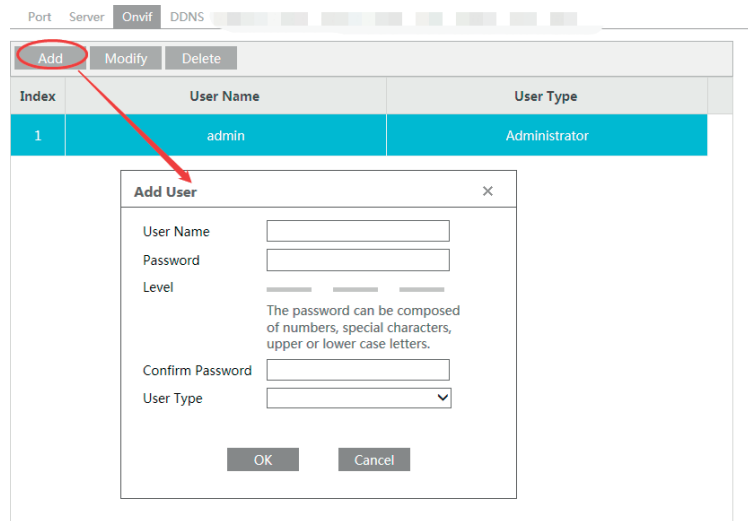 Port Server Onvif DDNS
Add Modify Delete
Index User Name User Type
1 admin Administrator
Add User ×
User Name
Password
Level
The password can be composed
of numbers, special characters,
upper or lower case letters.
Confirm Password
User Type
OK Cancel